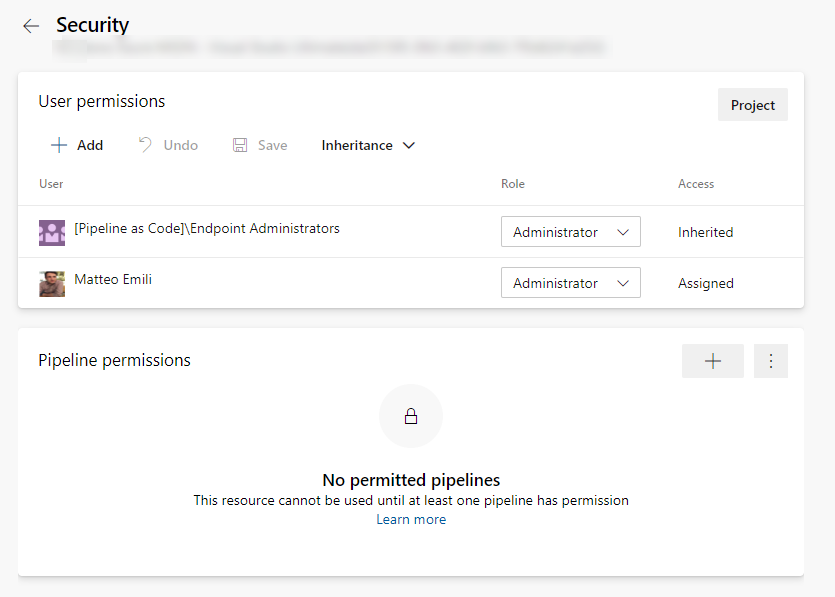 Security
User permissions
Project
Add Undo Save Inheritance
User Role Access
[Pipeline as Code]\Endpoint Administrators Administrator Inherited
Matteo Emili Administrator Assigned
Pipeline permissions
No permitted pipelines
This resource cannot be used until at least one pipeline has permission
Learn more